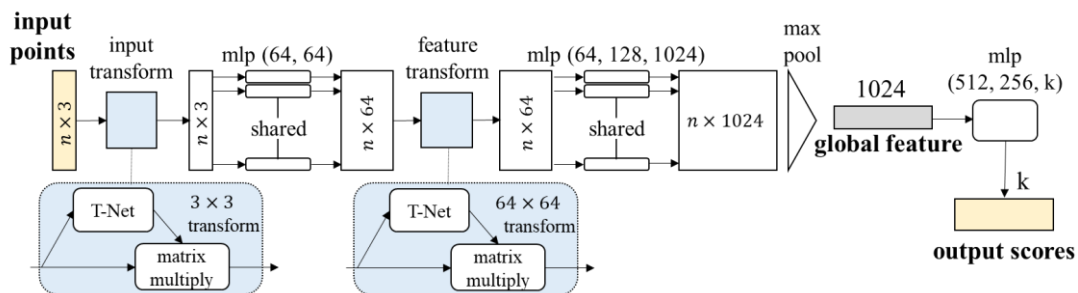 input
points
n × 3
input
transform
n × 3
mlp (64, 64)
shared
n × 64
feature
transform
n × 64
mlp (64, 128, 1024)
shared
n × 1024
max
pool
1024
global feature
mlp
(512, 256, k)
k
output scores
T-Net
3 × 3
transform
matrix
multiply
T-Net
64 × 64
transform
matrix
multiply